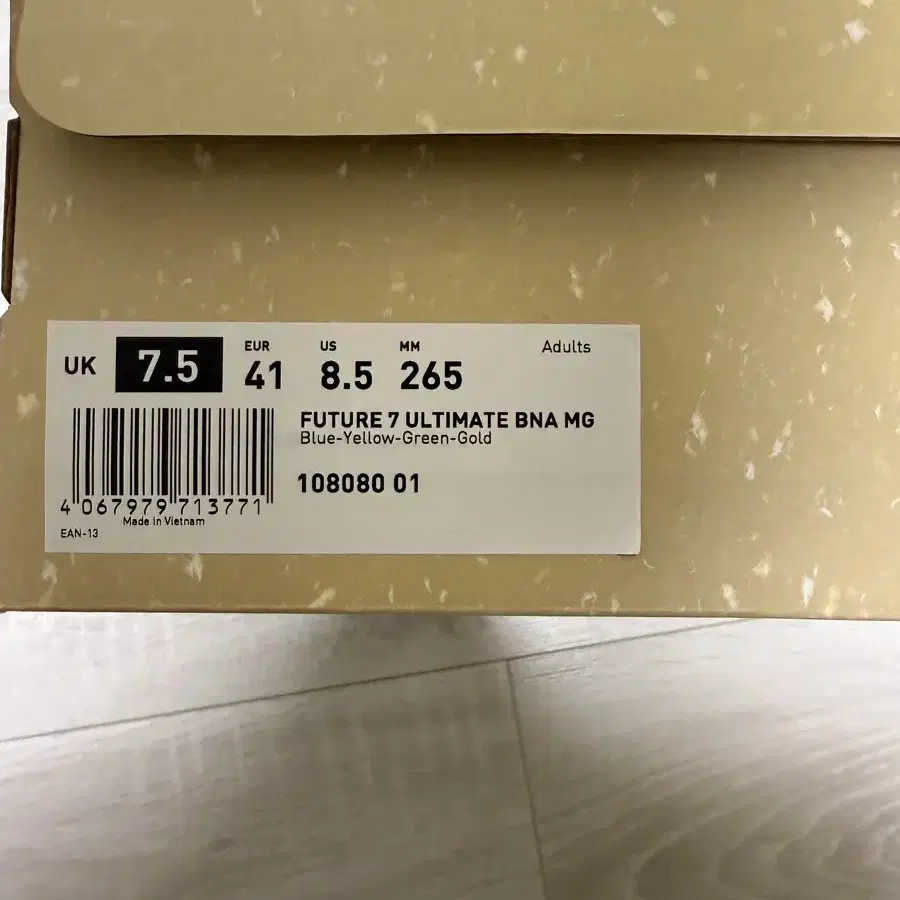 UK 7.5 EUR 41 US 8.5 MM 265 Adults
FUTURE 7 ULTIMATE BNA MG
Blue-Yellow-Green-Gold
108080 01
4 067979 713771
Made in Vietnam
EAN-13